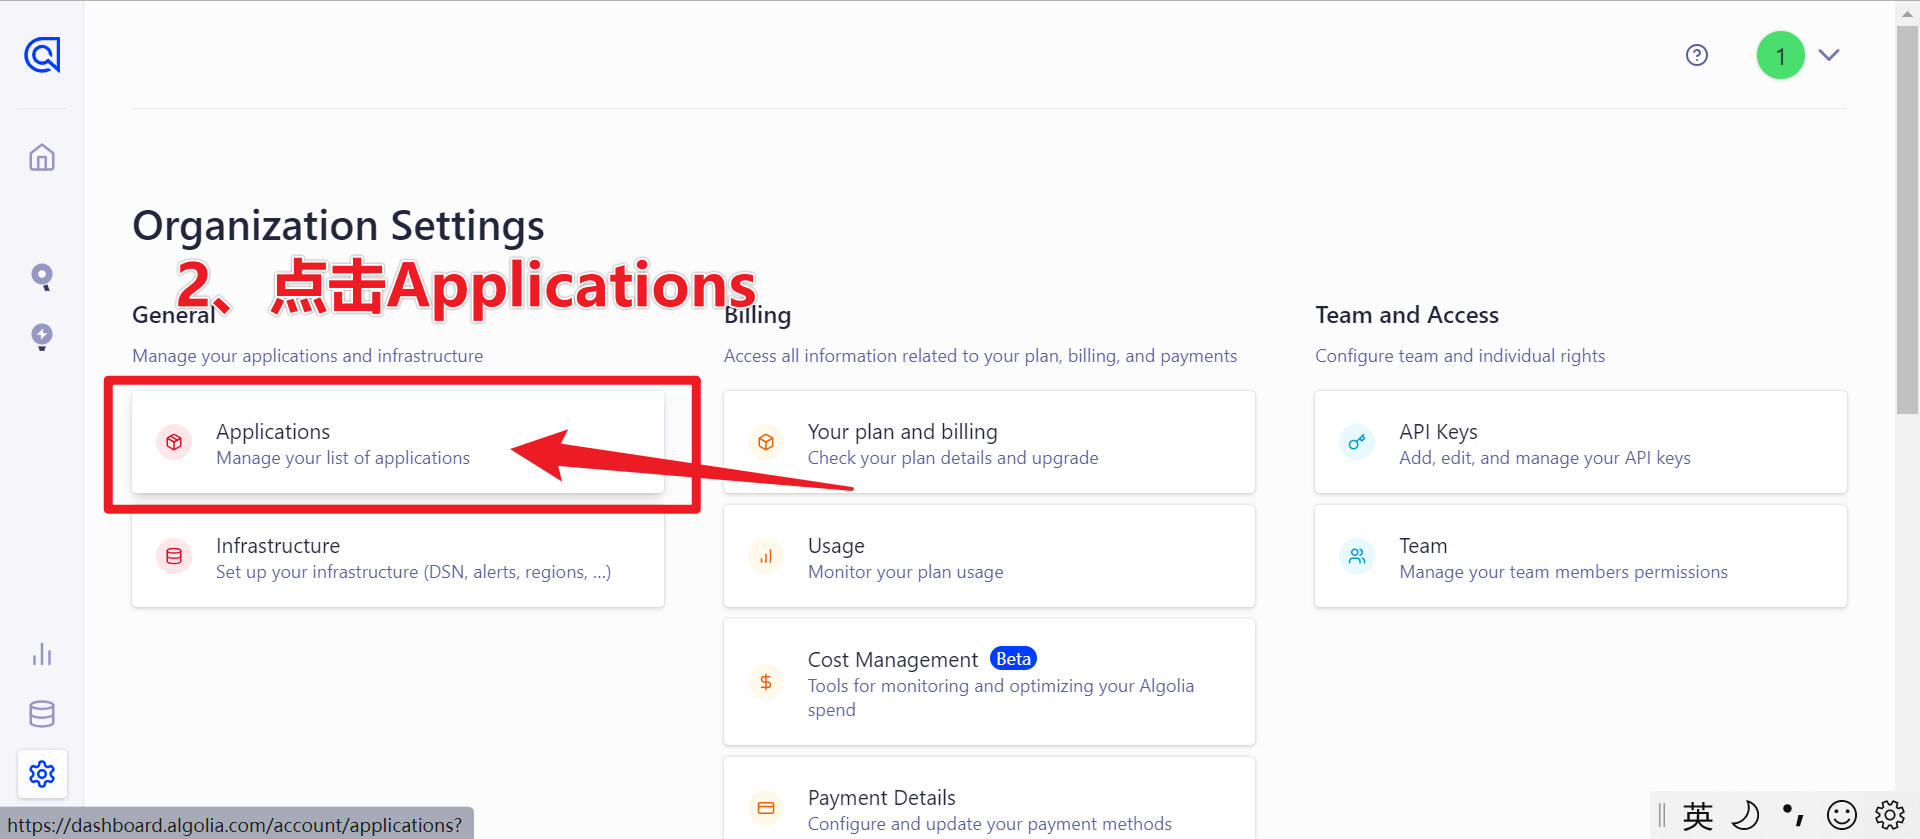 1
Organization Settings
2、点击Applications
General
Manage your applications and infrastructure
Applications
Manage your list of applications
Infrastructure
Set up your infrastructure (DSN, alerts, regions, ...)
Billing
Access all information related to your plan, billing, and payments
Your plan and billing
Check your plan details and upgrade
Usage
Monitor your plan usage
Cost Management Beta
Tools for monitoring and optimizing your Algolia
spend
Payment Details
Configure and update your payment methods
Team and Access
Configure team and individual rights
API Keys
Add, edit, and manage your API keys
Team
Manage your team members permissions
https://dashboard.algolia.com/account/applications?
英